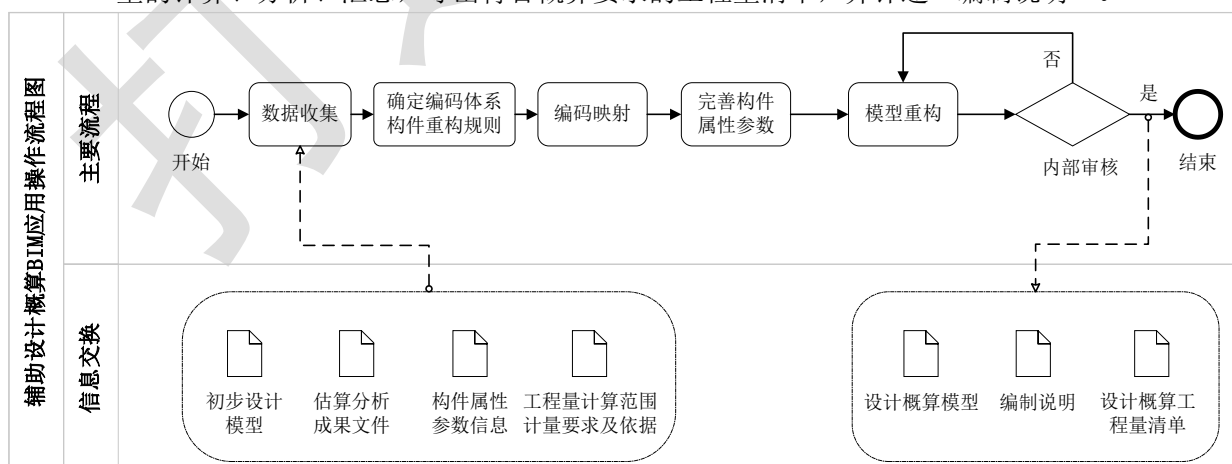 辅助设计概算BIM应用操作流程图
主要流程
开始
数据收集
确定编码体系
构件重构规则
编码映射
完善构件
属性参数
模型重构
否
内部审核
是
结束
信息交换
初步设计
模型
估算分析
成果文件
构件属性
参数信息
工程量计算范围
计量要求及依据
设计概算模型
编制说明
设计概算工
程量清单